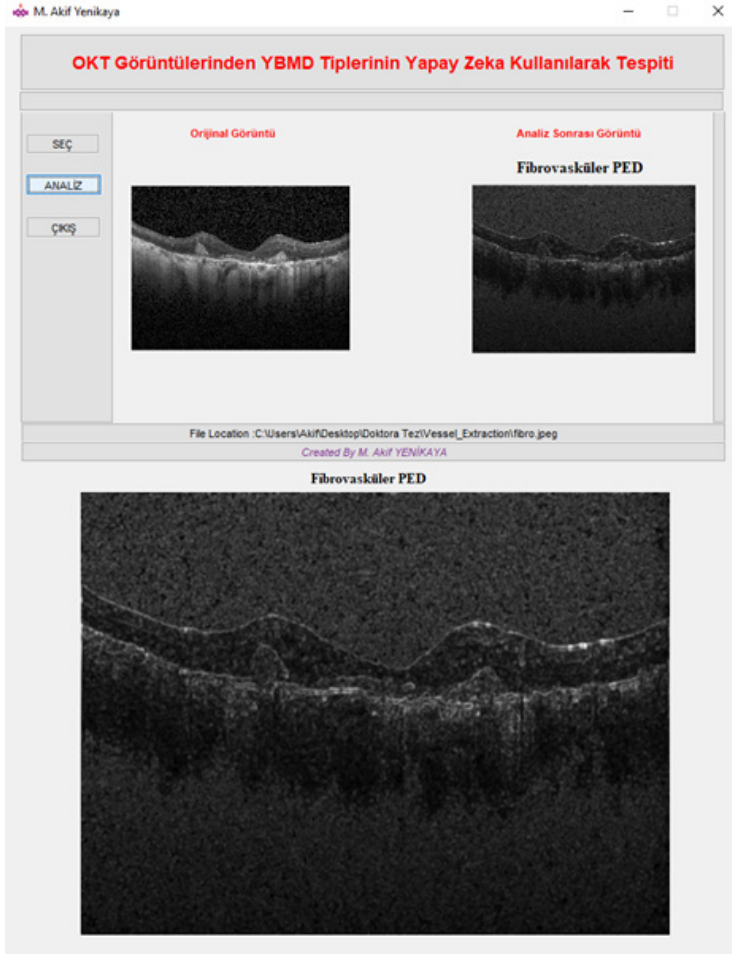 M. Akif Yenikaya
OKT Görüntülerinden YBMD Tiplerinin Yapay Zeka Kullanılarak Tespiti
SEÇ
ANALİZ
ÇIKIŞ
Orijinal Görüntü
Analiz Sonrası Görüntü
Fibrovasküler PED
File Location :C:\Users\Akif\Desktop\Doktora Tez\Vessel_Extraction\fibro.jpeg
Created By M. Akif YENİKAYA
Fibrovasküler PED